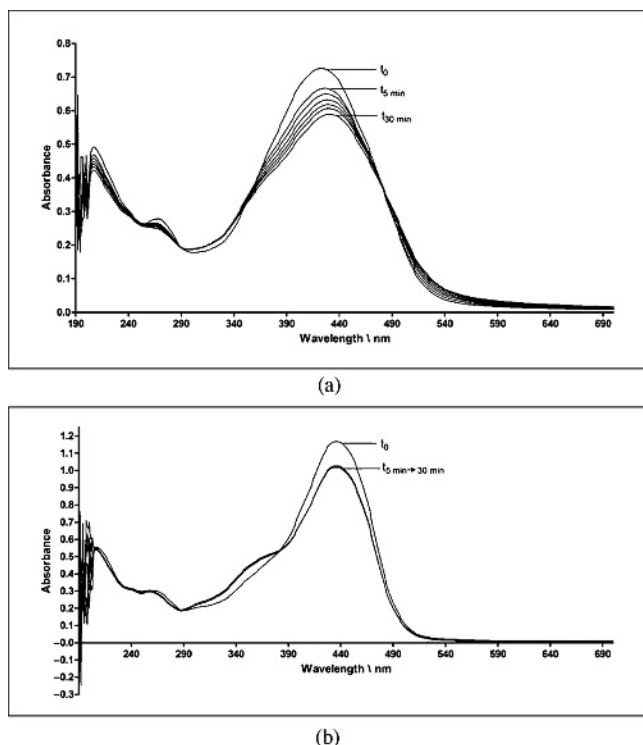 0.8
0.7
0.6
0.5
0.4
0.3
0.2
0.1
0.0
Absorbance
t0
t5 min
t30 min
190 240 290 340 390 440 490 540 590 640 690
Wavelength \ nm
(a)
1.2
1.1
1.0
0.9
0.8
0.7
0.6
0.5
0.4
0.3
0.2
0.1
–0.0
–0.1
–0.2
–0.3
Absorbance
t0
t5 min→30 min
240 290 340 390 440 490 540 590 640 690
Wavelength \ nm
(b)